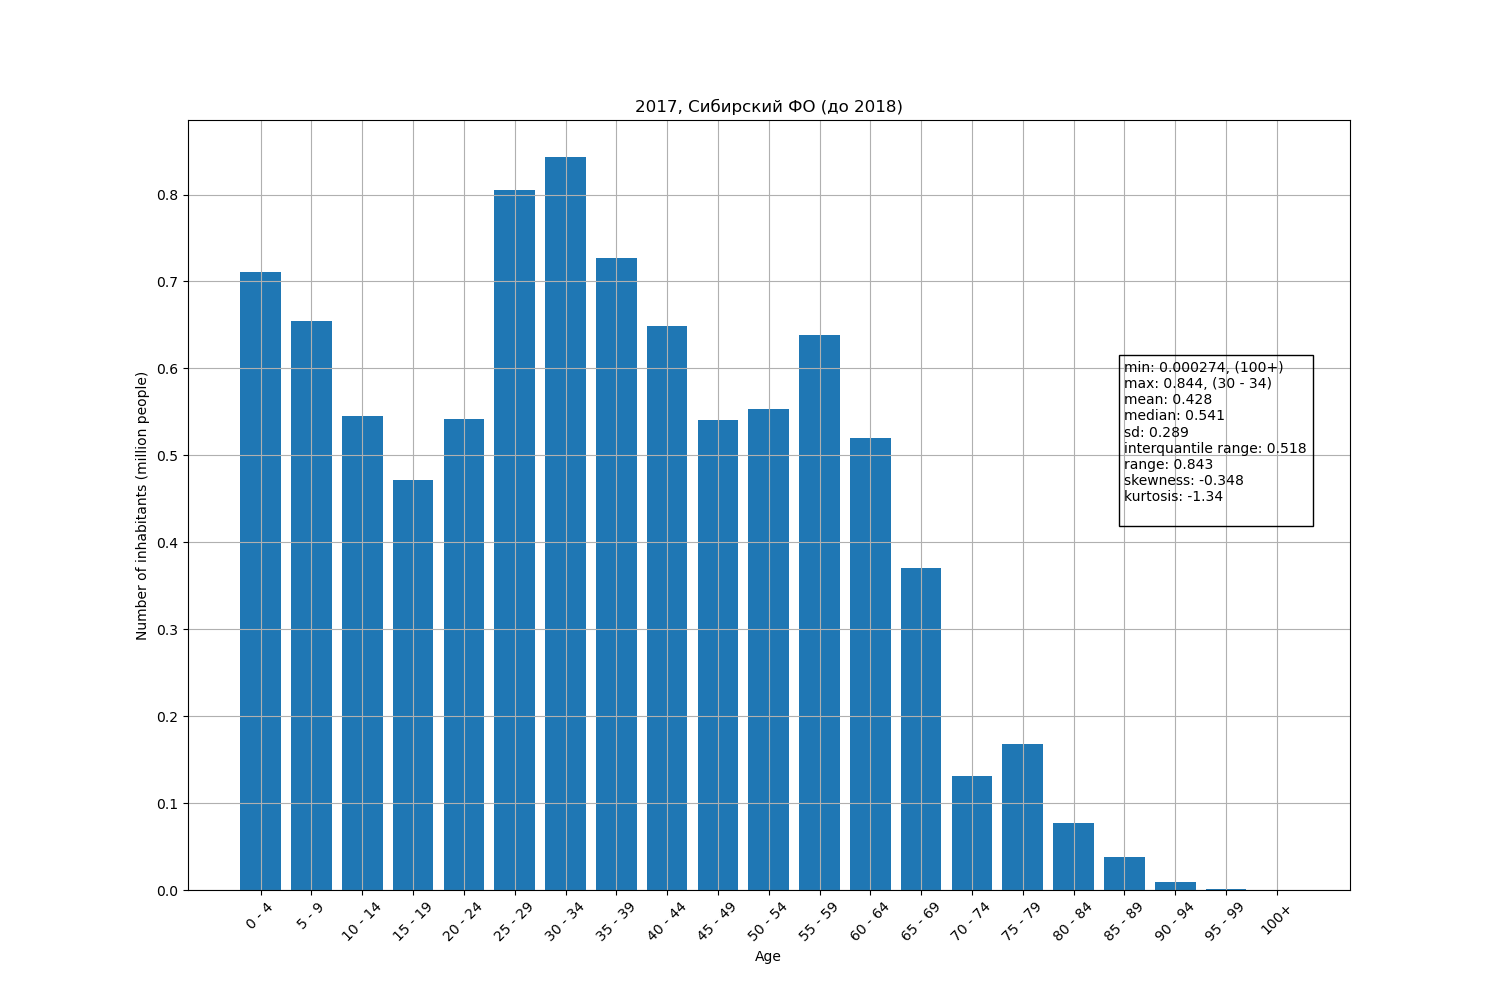 2017, Сибирский ФО (до 2018)
Number of inhabitants (million people)
0.8
0.7
0.6
0.5
0.4
0.3
0.2
0.1
0.0
min: 0.000274, (100+)
max: 0.844, (30 - 34)
mean: 0.428
median: 0.541
sd: 0.289
interquantile range: 0.518
range: 0.843
skewness: -0.348
kurtosis: -1.34
0 - 4
5 - 9
10 - 14
15 - 19
20 - 24
25 - 29
30 - 34
35 - 39
40 - 44
45 - 49
50 - 54
55 - 59
60 - 64
65 - 69
70 - 74
75 - 79
80 - 84
85 - 89
90 - 94
95 - 99
100+
Age